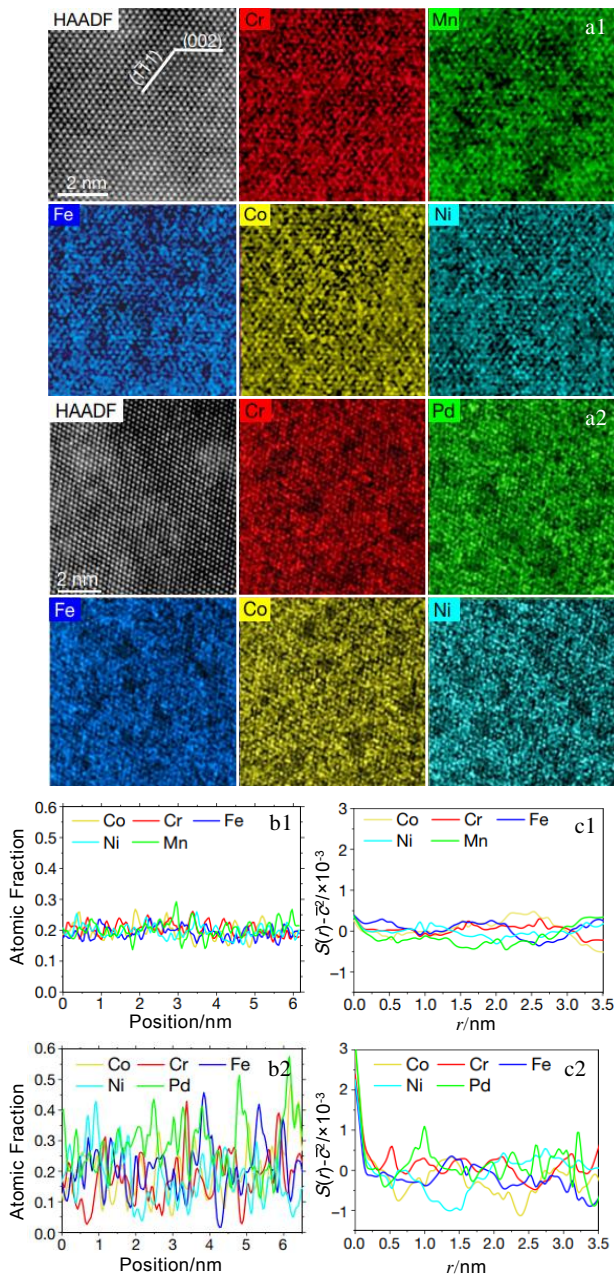 HAADF Cr Mn a1
(1̄11) (002)
2 nm
Fe Co Ni
HAADF Cr Pd a2
2 nm
Fe Co Ni
0.6 b1
Co Cr Fe
Ni Mn
0.5
0.4
0.3
0.2
0.1
0.0
Atomic Fraction
0 1 2 3 4 5 6
Position/nm
3 c1
Co Cr Fe
Ni Mn
2
1
0
−1
S(r)-c̄²/×10⁻³
0.0 0.5 1.0 1.5 2.0 2.5 3.0 3.5
r/nm
0.6 b2
Co Cr Fe
Ni Pd
0.5
0.4
0.3
0.2
0.1
0.0
Atomic Fraction
0 1 2 3 4 5 6
Position/nm
3 c2
Co Cr Fe
Ni Pd
2
1
0
−1
S(r)-c̄²/×10⁻³
0.0 0.5 1.0 1.5 2.0 2.5 3.0 3.5
r/nm